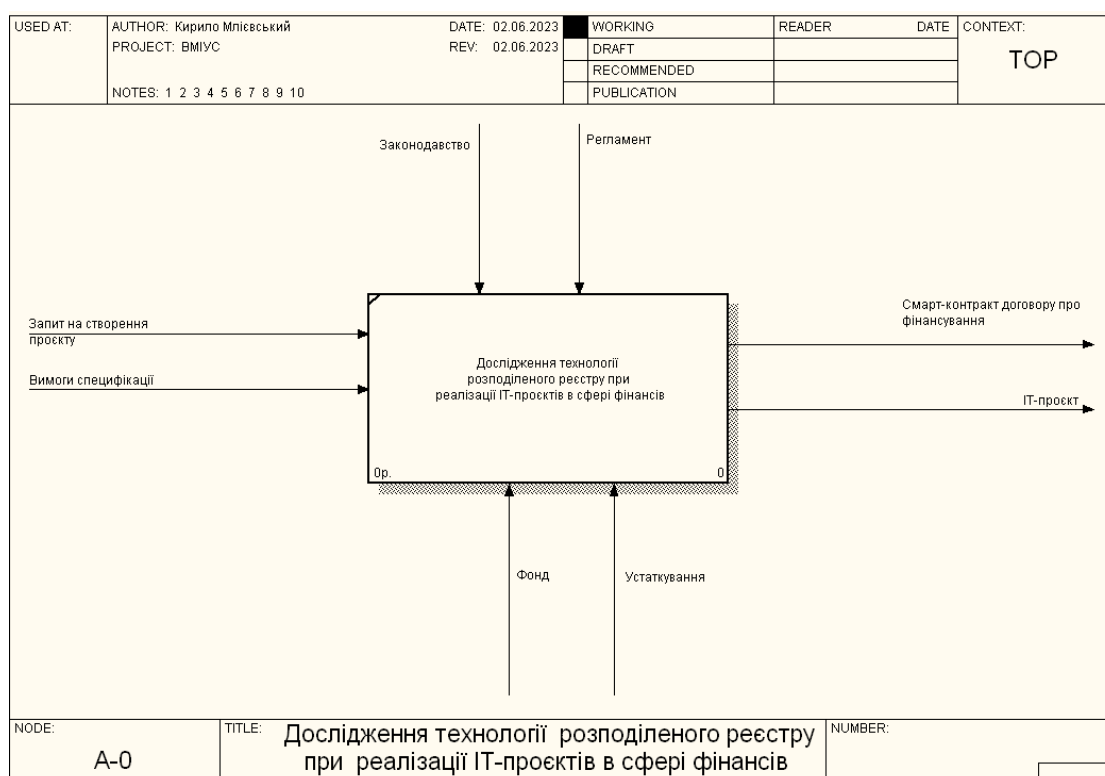 USED AT:
AUTHOR: Кирило Млієвський
DATE: 02.06.2023
WORKING
READER
DATE
CONTEXT:
PROJECT: ВМІУС
REV: 02.06.2023
DRAFT
TOP
RECOMMENDED
NOTES: 1 2 3 4 5 6 7 8 9 10
PUBLICATION
Законодавство
Регламент
Запит на створення
проєкту
Вимоги специфікації
Смарт-контракт договору про
фінансування
ІТ-проєкт
Дослідження технології
розподіленого реєстру при
реалізації ІТ-проєктів в сфері фінансів
0р.
0
Фонд
Устаткування
NODE:
A-0
TITLE:
Дослідження технології розподіленого реєстру
при реалізації ІТ-проєктів в сфері фінансів
NUMBER: